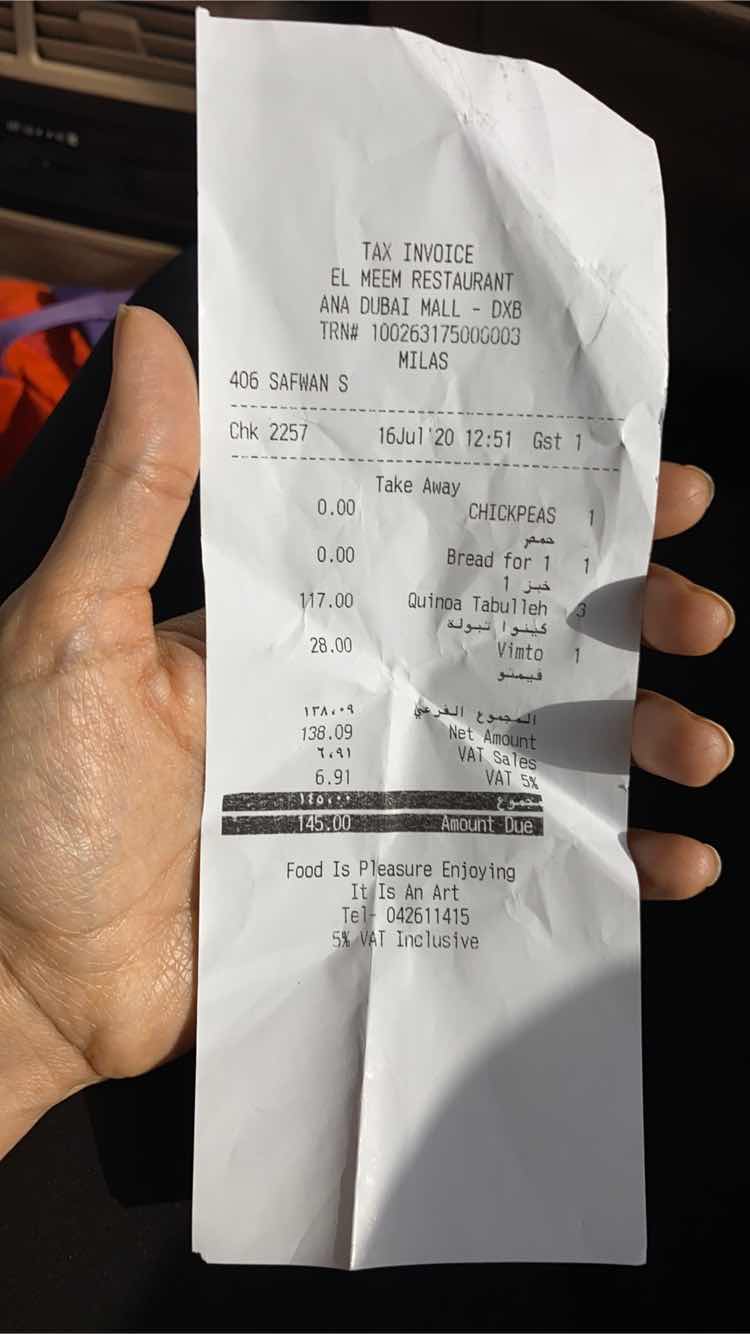 TAX INVOICE
EL MEEM RESTAURANT
ANA DUBAI MALL - DXB
TRN# 100263175000003
MILAS
406 SAFWAN S
Chk 2257 16Jul'20 12:51 Gst 1
Take Away
0.00 CHICKPEAS 1
حمص
0.00 Bread for 1 1
خبز 1
117.00 Quinoa Tabulleh 3
كينوا تبوله
28.00 Vimto 1
فيمتو
١٣٨،٠٩ المجموع الفرعي
138.09 Net Amount
٦،٩١ VAT Sales
6.91 VAT 5%
١٤٥،٠٠ مجموع
145.00 Amount Due
Food Is Pleasure Enjoying
It Is An Art
Tel- 042611415
5% VAT Inclusive